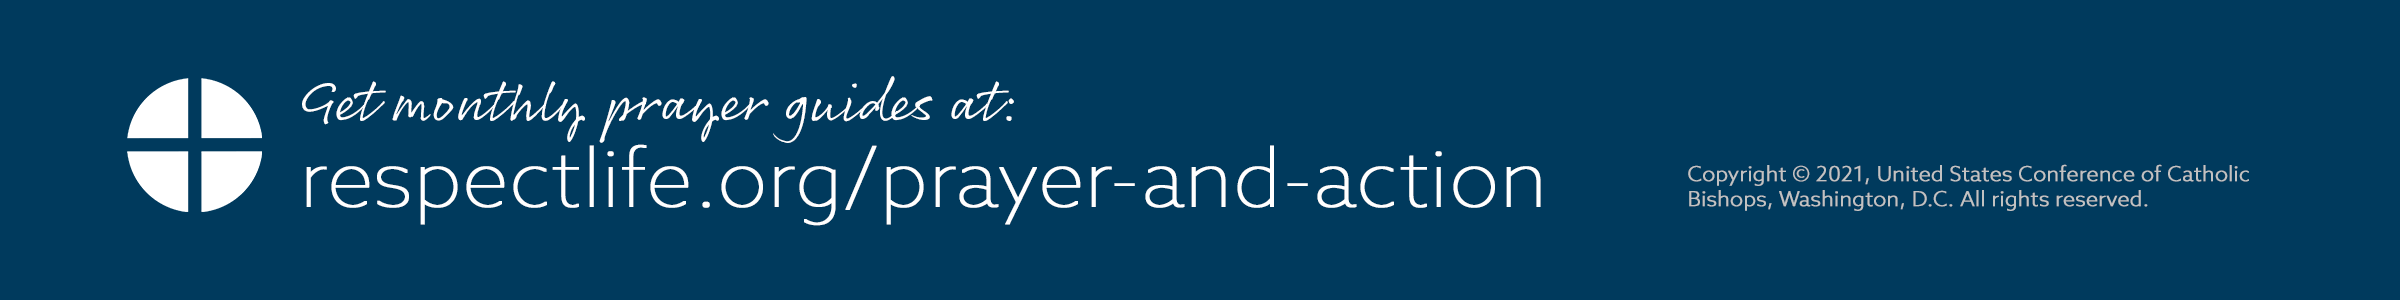 Get monthly prayer guides at:
respectlife.org/prayer-and-action
Copyright © 2021, United States Conference of Catholic
Bishops, Washington, D.C. All rights reserved.